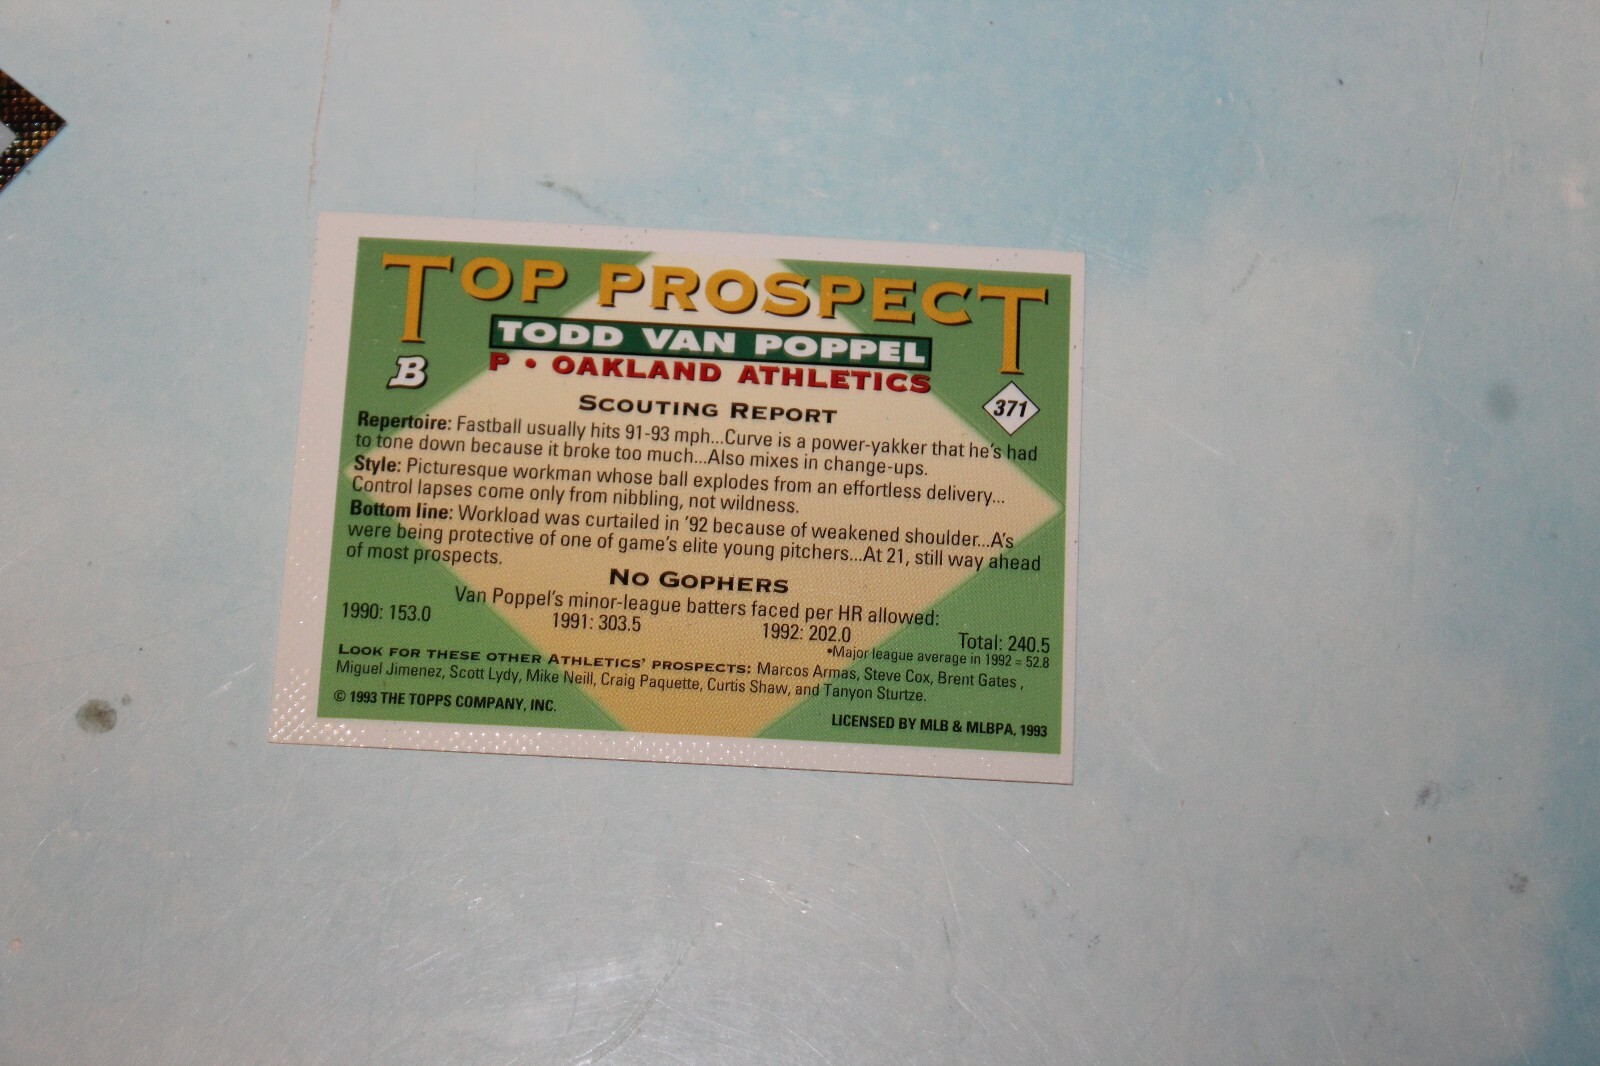 TOP PROSPECT
TODD VAN POPPEL
P • OAKLAND ATHLETICS
B
371
SCOUTING REPORT
Repertoire: Fastball usually hits 91-93 mph...Curve is a power-yakker that he's had
to tone down because it broke too much...Also mixes in change-ups.
Style: Picturesque workman whose ball explodes from an effortless delivery...
Control lapses come only from nibbling, not wildness.
Bottom line: Workload was curtailed in '92 because of weakened shoulder...A's
were being protective of one of game's elite young pitchers...At 21, still way ahead
of most prospects.
NO GOPHERS
Van Poppel's minor-league batters faced per HR allowed:
1990: 153.0 1991: 303.5 1992: 202.0 Total: 240.5
•Major league average in 1992 = 52.8
LOOK FOR THESE OTHER ATHLETICS' PROSPECTS: Marcos Armas, Steve Cox, Brent Gates ,
Miguel Jimenez, Scott Lydy, Mike Neill, Craig Paquette, Curtis Shaw, and Tanyon Sturtze.
© 1993 THE TOPPS COMPANY, INC.
LICENSED BY MLB & MLBPA, 1993